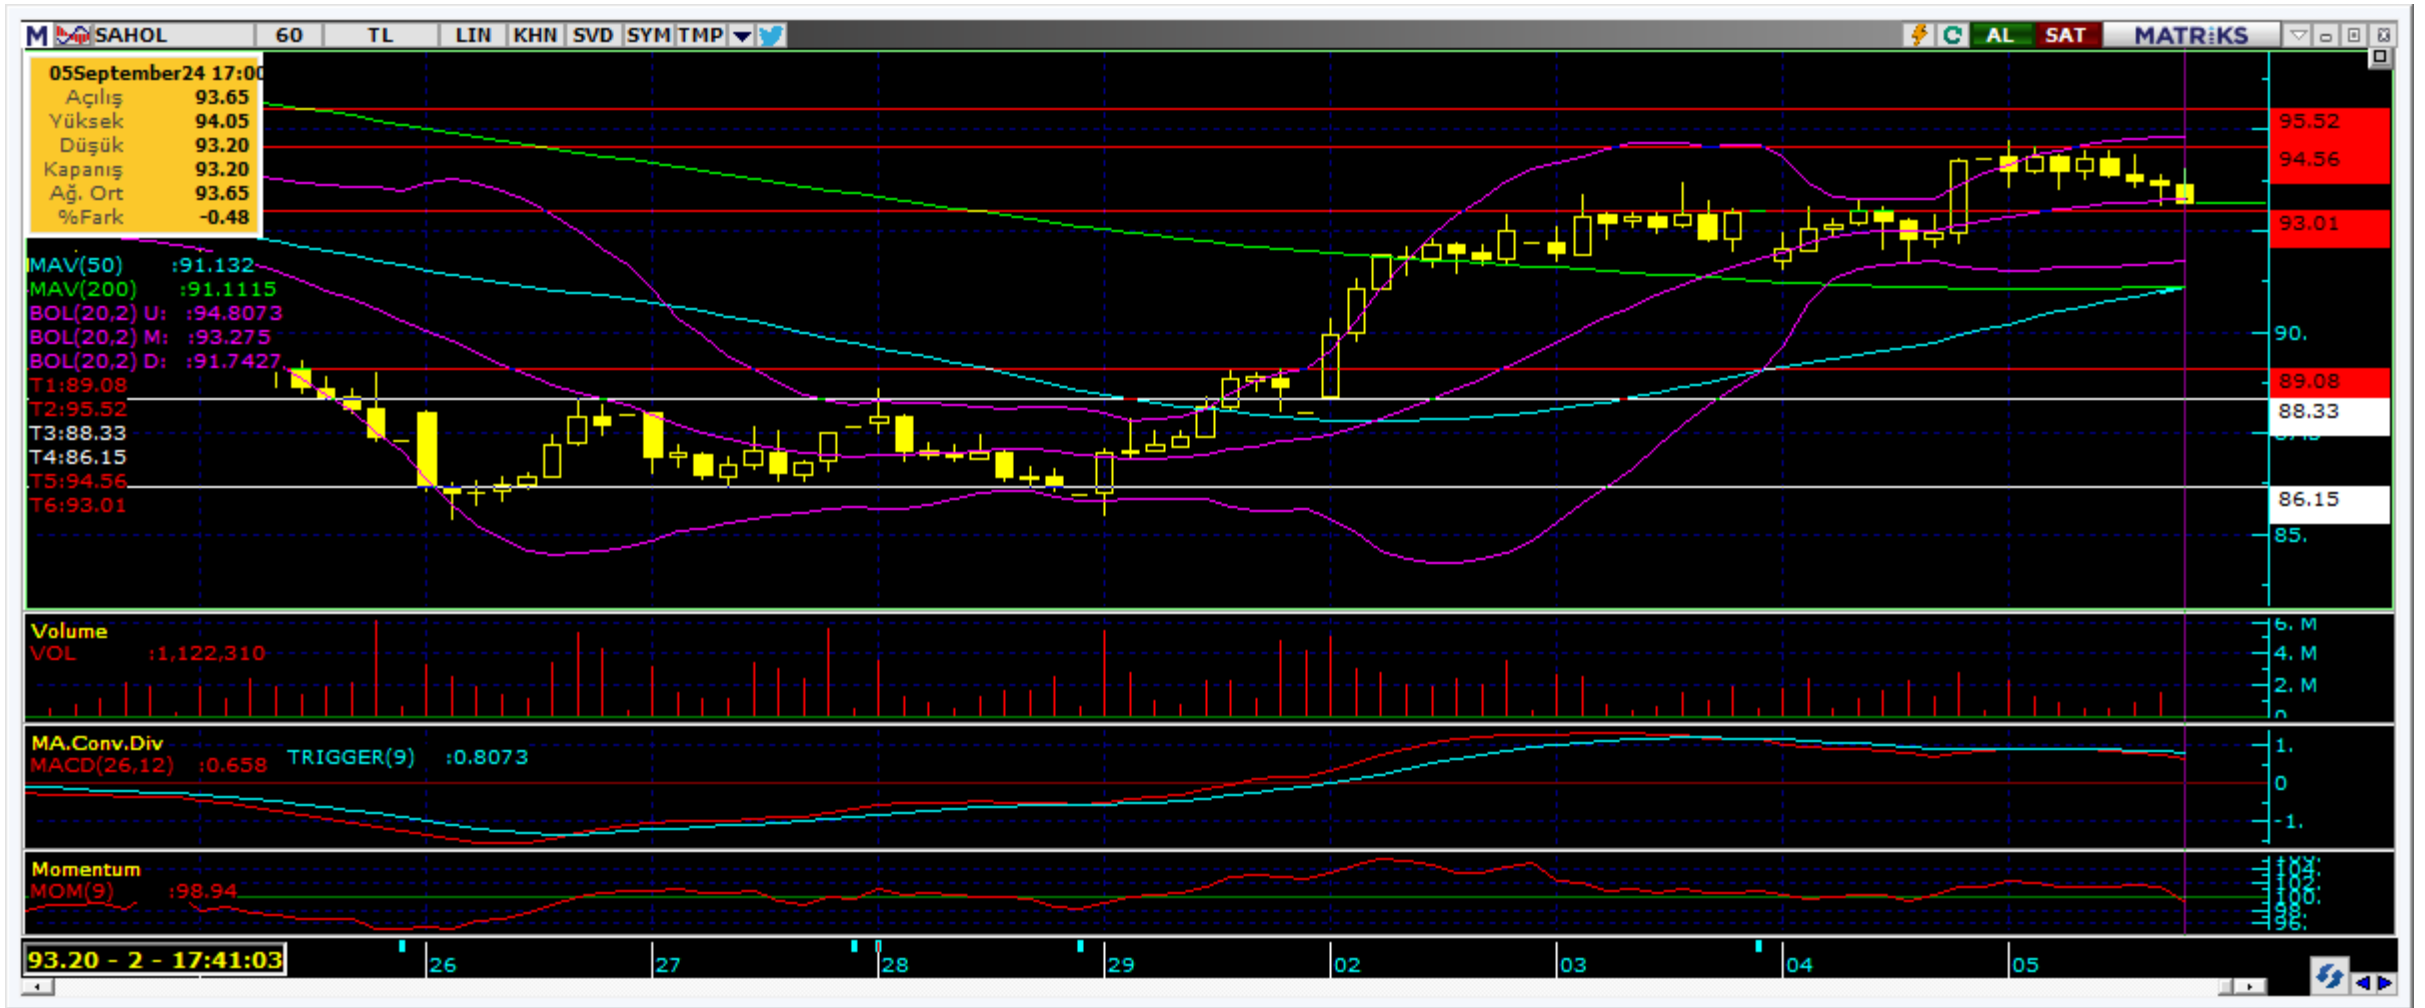 M SAHOL 60 TL LIN KHN SVD SYM TMP AL SAT MATRiKS
05September24 17:00
Açılış 93.65
Yüksek 94.05
Düşük 93.20
Kapanış 93.20
Ağ. Ort 93.65
%Fark -0.48
MAV(50) :91.132
MAV(200) :91.1115
BOL(20,2) U: :94.8073
BOL(20,2) M: :93.275
BOL(20,2) D: :91.7427
T1:89.08
T2:95.52
T3:88.33
T4:86.15
T5:94.56
T6:93.01
95.52
94.56
93.01
90.
89.08
88.33
86.15
85.
Volume
VOL :1,122,310
6. M
4. M
2. M
0
MA.Conv.Div
MACD(26,12) :0.658 TRIGGER(9) :0.8073
1.
0
-1.
Momentum
MOM(9) :98.94
104.
102.
100.
98.
96.
93.20 - 2 - 17:41:03
26 27 28 29 02 03 04 05